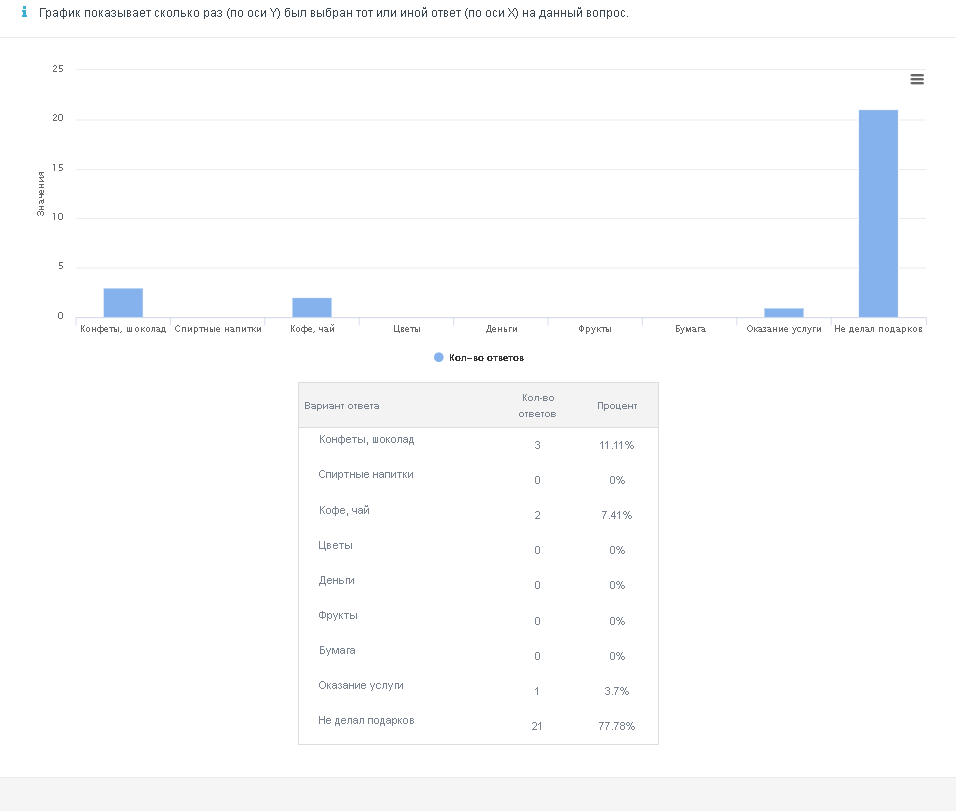 График показывает сколько раз (по оси Y) был выбран тот или иной ответ (по оси X) на данный вопрос.
25
20
15
10
5
0
Значения
Конфеты, шоколад
Спиртные напитки
Кофе, чай
Цветы
Деньги
Фрукты
Бумага
Оказание услуги
Не делал подарков
Кол-во ответов
Вариант ответа
Кол-во
ответов
Процент
Конфеты, шоколад 3 11.11%
Спиртные напитки 0 0%
Кофе, чай 2 7.41%
Цветы 0 0%
Деньги 0 0%
Фрукты 0 0%
Бумага 0 0%
Оказание услуги 1 3.7%
Не делал подарков 21 77.78%